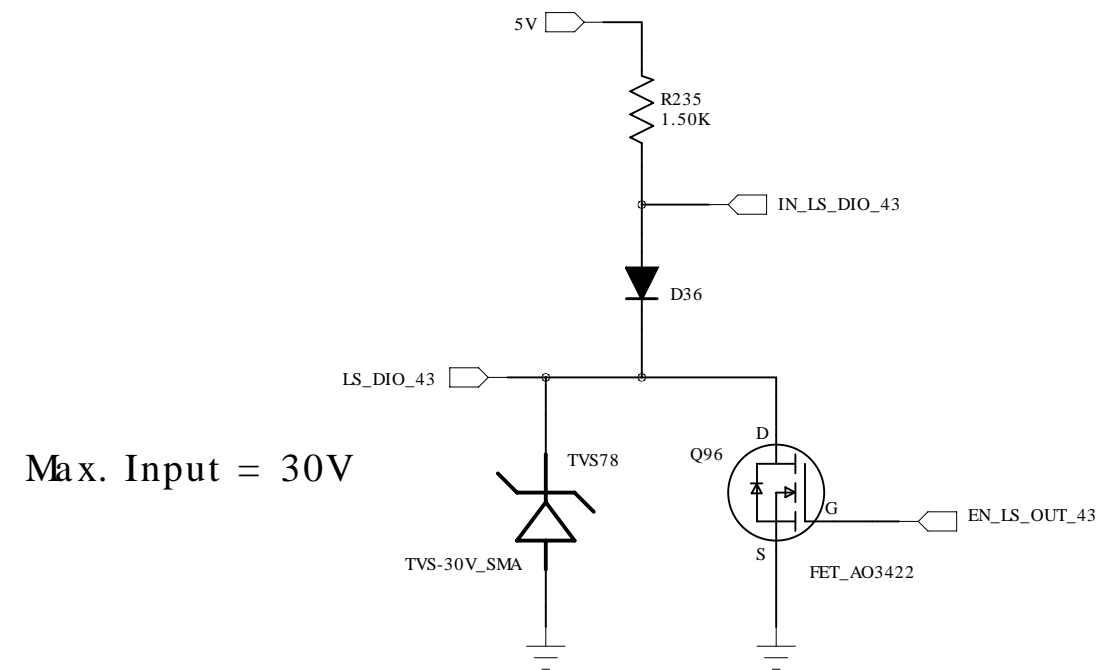 5V
R235
1.50K
IN_LS_DIO_43
D36
LS_DIO_43
D
Q96
TVS78
Max. Input = 30V
G
EN_LS_OUT_43
S
TVS-30V_SMA
FET_AO3422